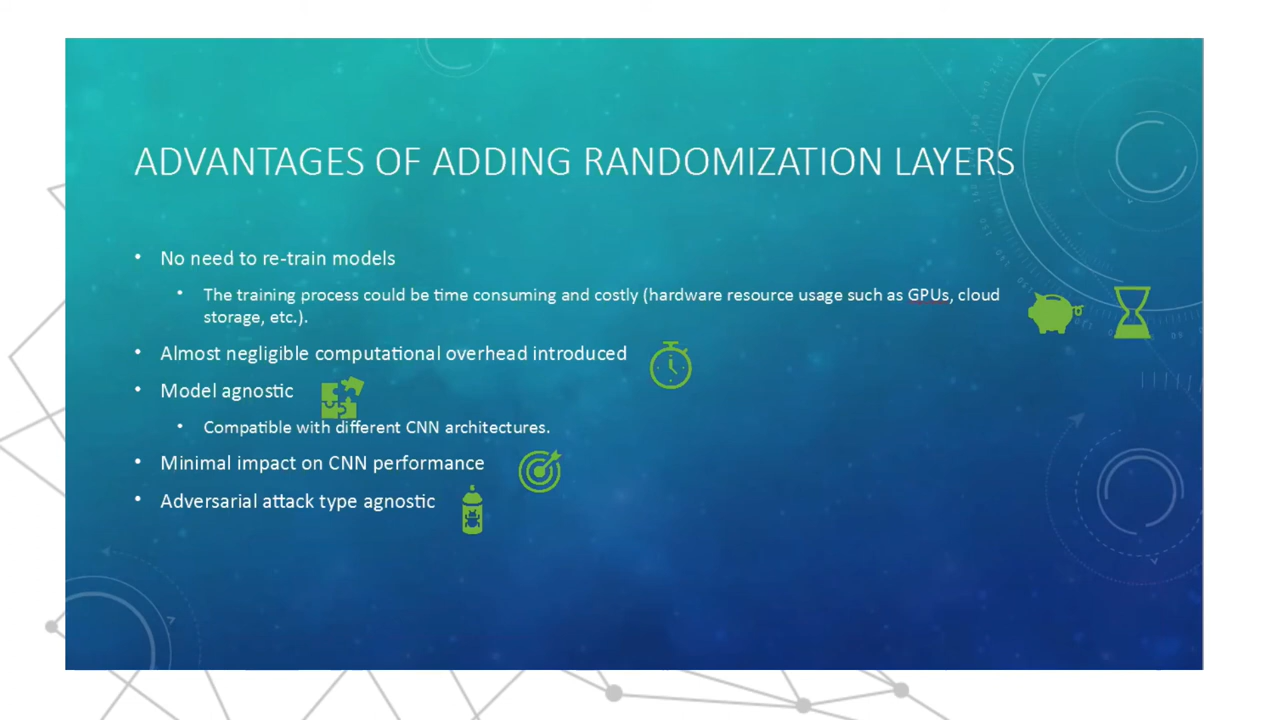 ADVANTAGES OF ADDING RANDOMIZATION LAYERS
• No need to re-train models
• The training process could be time consuming and costly (hardware resource usage such as GPUs, cloud
storage, etc.).
• Almost negligible computational overhead introduced
• Model agnostic
• Compatible with different CNN architectures.
• Minimal impact on CNN performance
• Adversarial attack type agnostic